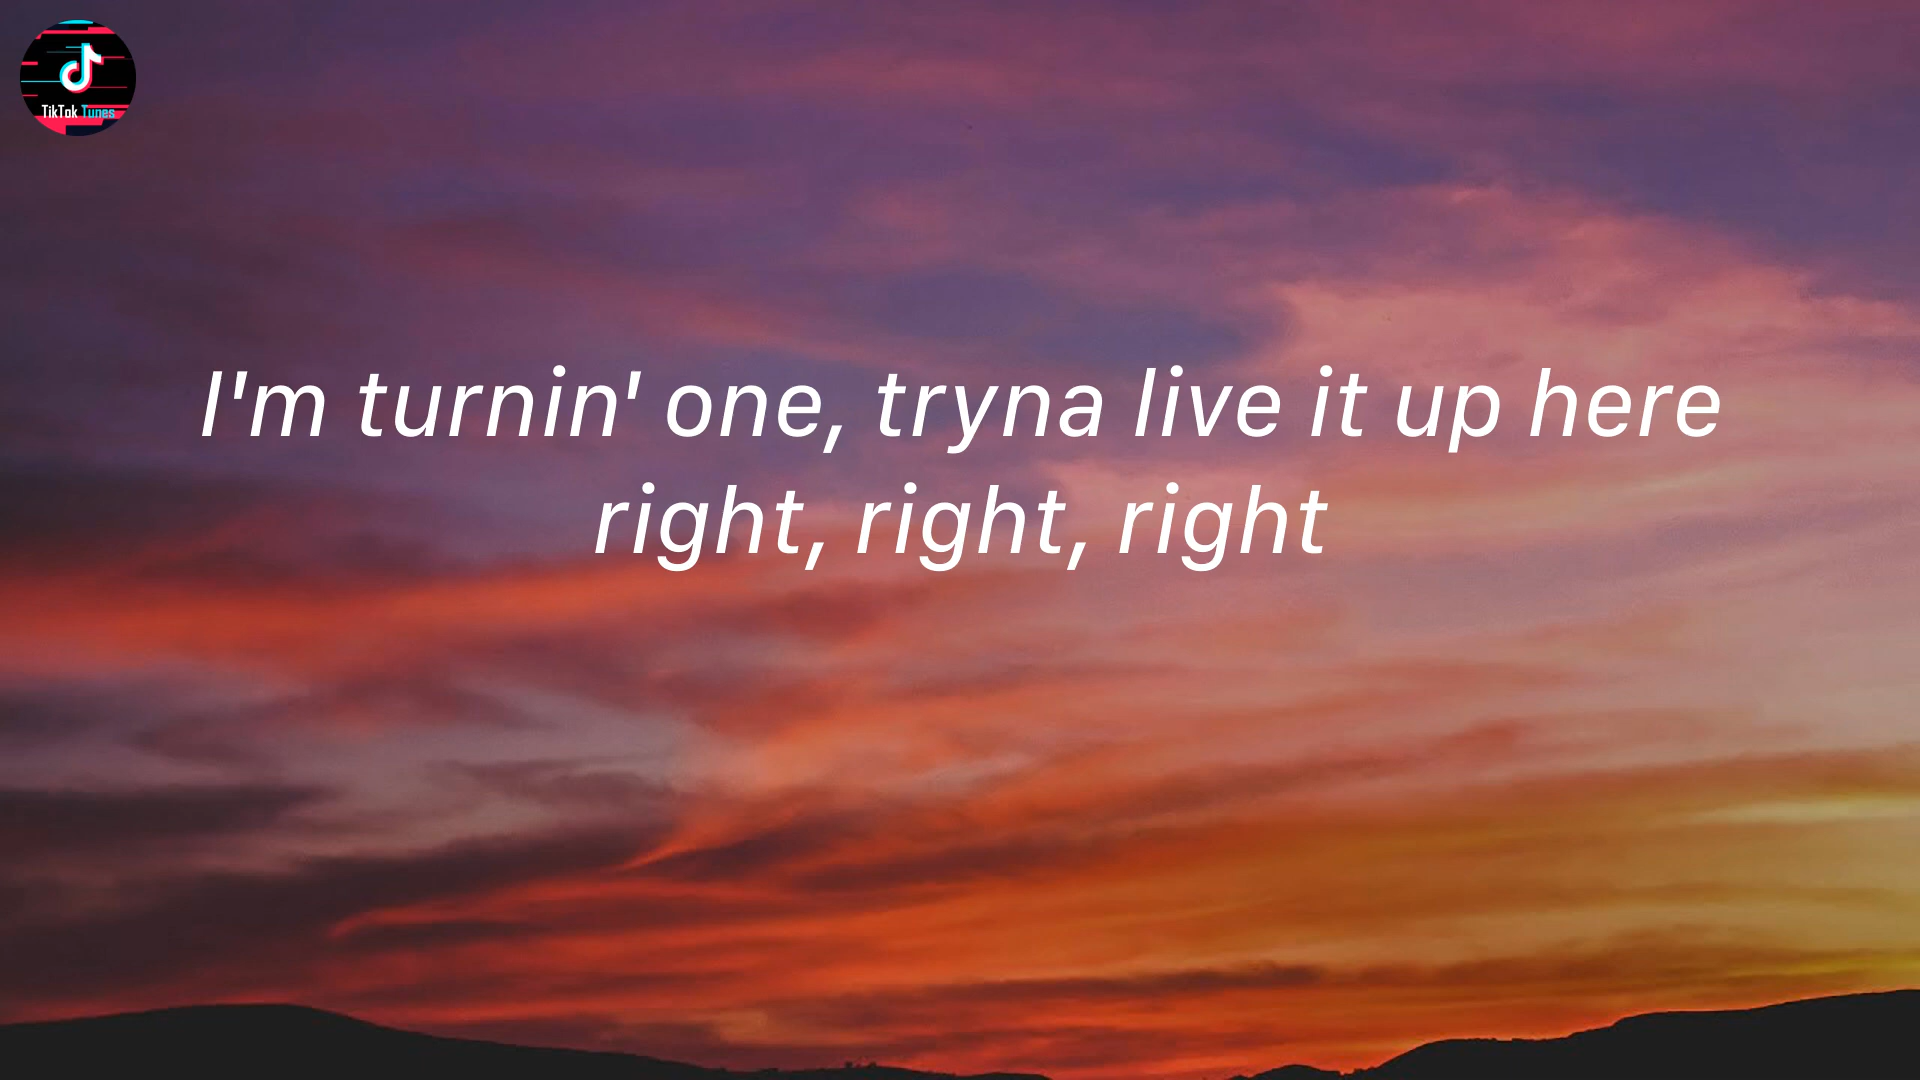 TikTok Tunes
I'm turnin' one, tryna live it up here
right, right, right